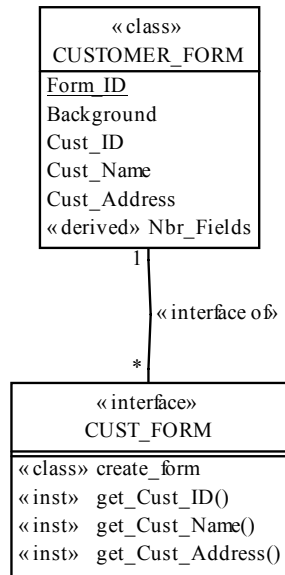 «class»
CUSTOMER_FORM
Form_ID
Background
Cust_ID
Cust_Name
Cust_Address
«derived» Nbr_Fields
1
«interface of»
*
«interface»
CUST_FORM
«class» create_form
«inst» get_Cust_ID()
«inst» get_Cust_Name()
«inst» get_Cust_Address()